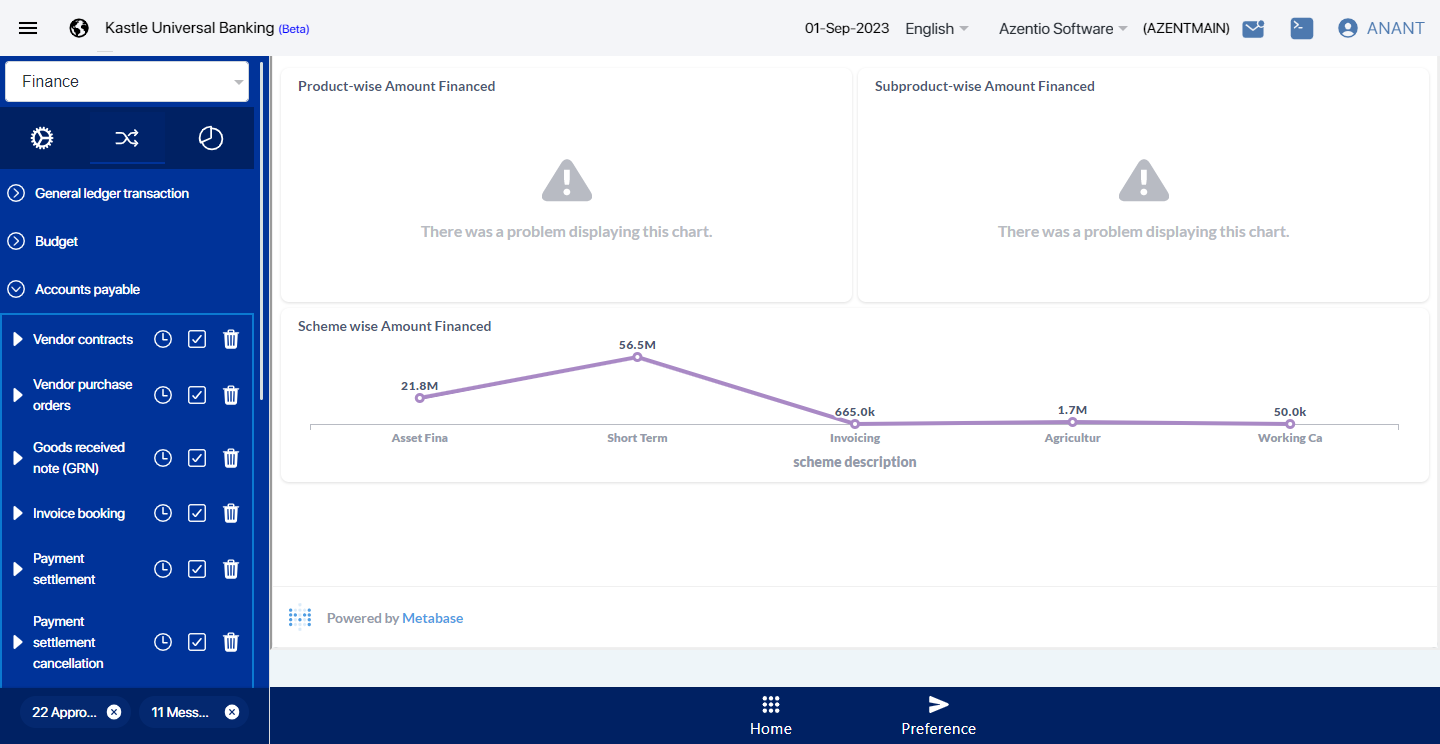 Kastle Universal Banking (Beta)
01-Sep-2023
English
Azentio Software
(AZENTMAIN)
ANANT
Finance
General ledger transaction
Budget
Accounts payable
Vendor contracts
Vendor purchase
orders
Goods received
note (GRN)
Invoice booking
Payment
settlement
Payment
settlement
cancellation
22 Appro...
11 Mess...
Product-wise Amount Financed
There was a problem displaying this chart.
Subproduct-wise Amount Financed
There was a problem displaying this chart.
Scheme wise Amount Financed
21.8M
56.5M
665.0k
1.7M
50.0k
Asset Fina
Short Term
Invoicing
Agricultur
Working Ca
scheme description
Powered by Metabase
Home
Preference